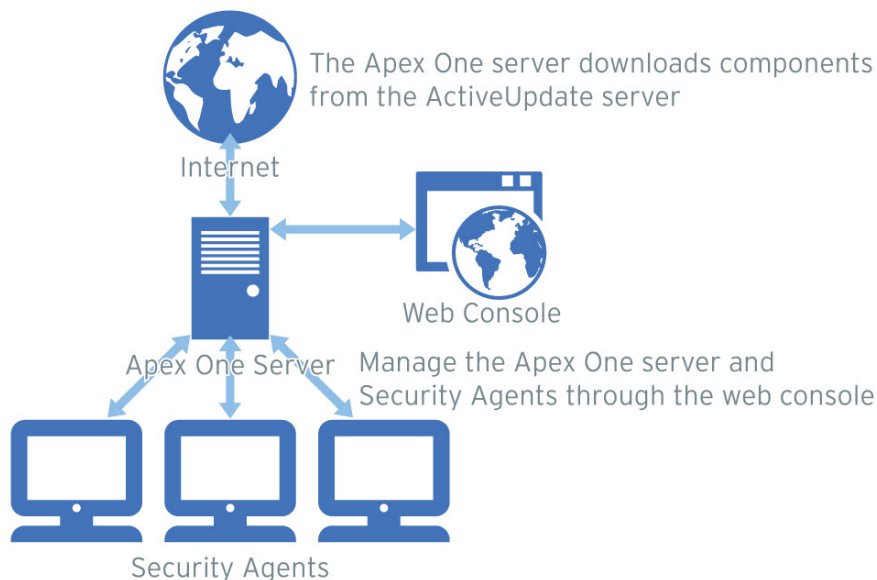 The Apex One server downloads components
from the ActiveUpdate server
Internet
Web Console
Apex One Server
Manage the Apex One server and
Security Agents through the web console
Security Agents